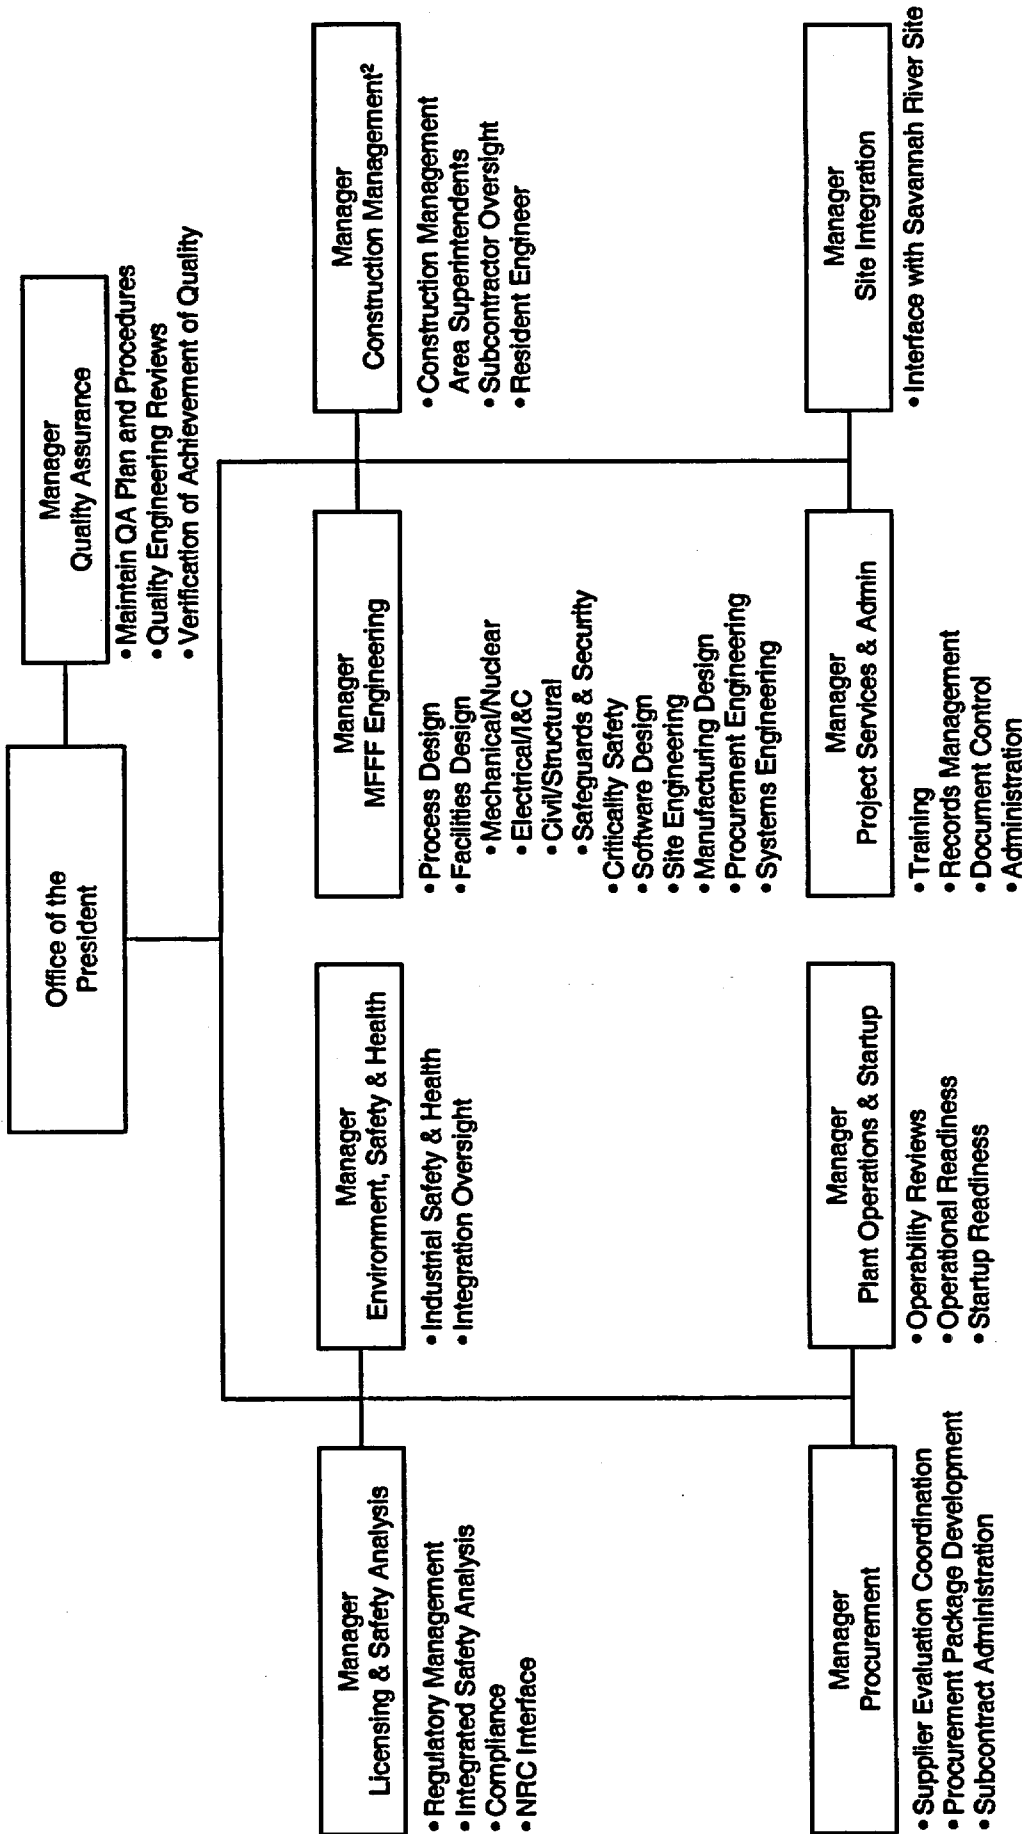 Office of the
President
Manager
Quality Assurance
• Maintain QA Plan and Procedures
• Quality Engineering Reviews
• Verification of Achievement of Quality
Manager
Licensing & Safety Analysis
• Regulatory Management
• Integrated Safety Analysis
• Compliance
• NRC Interface
Manager
Environment, Safety & Health
• Industrial Safety & Health
• Integration Oversight
Manager
MFFF Engineering
• Process Design
• Facilities Design
• Mechanical/Nuclear
• Electrical/I&C
• Civil/Structural
• Safeguards & Security
• Criticality Safety
• Software Design
• Site Engineering
• Manufacturing Design
• Procurement Engineering
• Systems Engineering
Manager
Construction Management²
• Construction Management
Area Superintendents
• Subcontractor Oversight
• Resident Engineer
Manager
Procurement
• Supplier Evaluation Coordination
• Procurement Package Development
• Subcontract Administration
Manager
Plant Operations & Startup
• Operability Reviews
• Operational Readiness
• Startup Readiness
Manager
Project Services & Admin
• Training
• Records Management
• Document Control
• Administration
Manager
Site Integration
• Interface with Savannah River Site